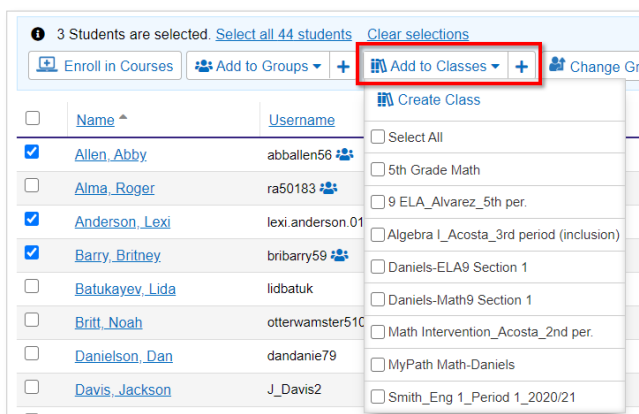 3 Students are selected. Select all 44 students Clear selections
Enroll in Courses Add to Groups + Add to Classes + Change Gr
Create Class
Select All
5th Grade Math
9 ELA_Alvarez_5th per.
Algebra I_Acosta_3rd period (inclusion)
Daniels-ELA9 Section 1
Daniels-Math9 Section 1
Math Intervention_Acosta_2nd per.
MyPath Math-Daniels
Smith_Eng 1_Period 1_2020/21
Name Username
Allen, Abby abballen56
Alma, Roger ra50183
Anderson, Lexi lexi.anderson.01
Barry, Britney bribarry59
Batukayev, Lida lidbatuk
Britt, Noah otterwamster510
Danielson, Dan dandanie79
Davis, Jackson J_Davis2